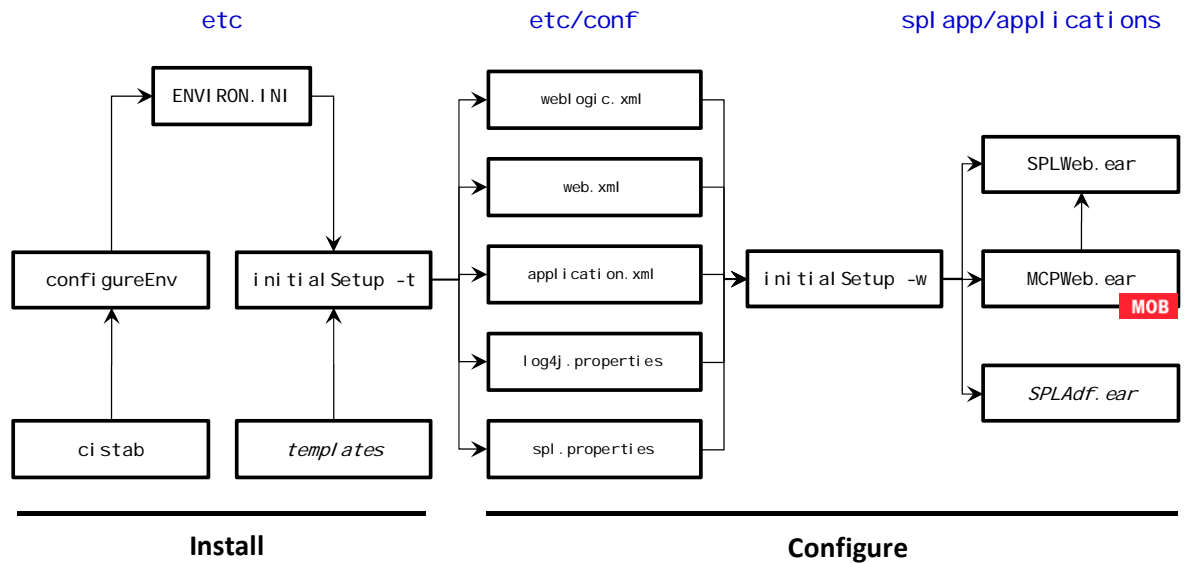 etc
etc/conf
splapp/applications
ENVIRON.INI
weblogic.xml
web.xml
SPLWeb.ear
configureEnv
initialSetup -t
application.xml
initialSetup -w
MCPWeb.ear
MOB
log4j.properties
SPLAdf.ear
cistab
templates
spl.properties
Install
Configure